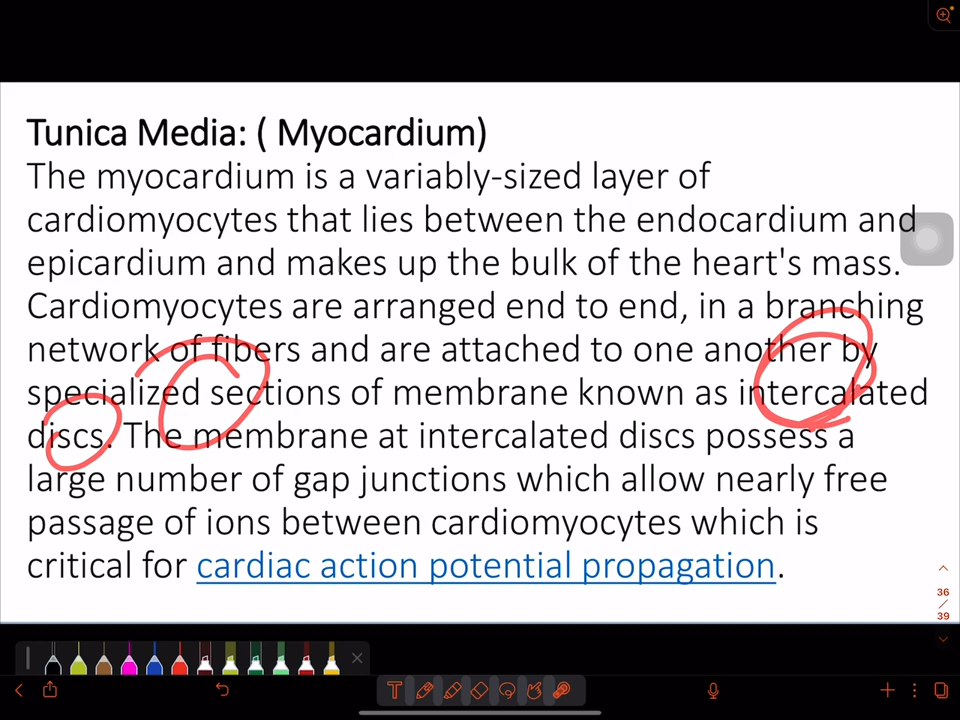 Tunica Media: ( Myocardium)
The myocardium is a variably-sized layer of
cardiomyocytes that lies between the endocardium and
epicardium and makes up the bulk of the heart's mass.
Cardiomyocytes are arranged end to end, in a branching
network of fibers and are attached to one another by
specialized sections of membrane known as intercalated
discs. The membrane at intercalated discs possess a
large number of gap junctions which allow nearly free
passage of ions between cardiomyocytes which is
critical for cardiac action potential propagation.
36
/
39